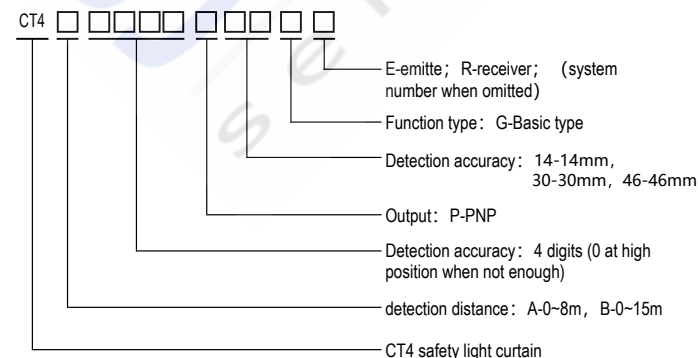 CT4
E-emitte; R-receiver; (system
number when omitted)
Function type: G-Basic type
Detection accuracy: 14-14mm,
30-30mm, 46-46mm
Output: P-PNP
Detection accuracy: 4 digits (0 at high
position when not enough)
detection distance: A-0~8m, B-0~15m
CT4 safety light curtain